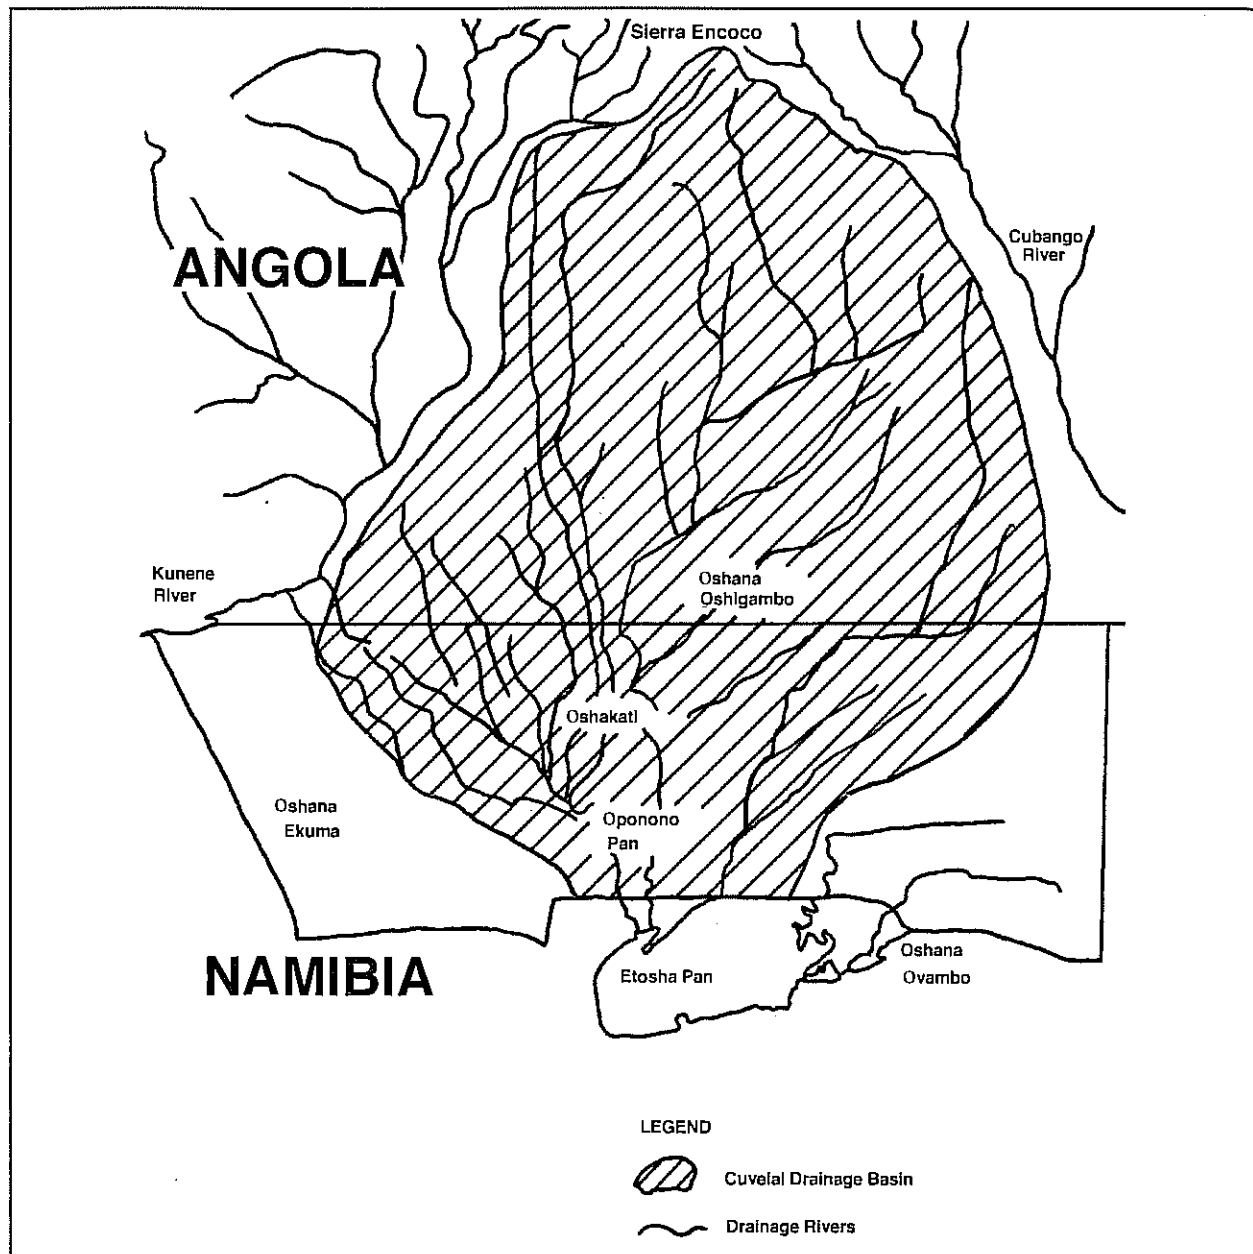 Sierra Encoco
ANGOLA
Cubango
River
Kunene
River
Oshana
Oshigambo
Oshakati
Oshana
Ekuma
Oponono
Pan
NAMIBIA
Etosha Pan
Oshana
Ovambo
LEGEND
Cuvelai Drainage Basin
Drainage Rivers